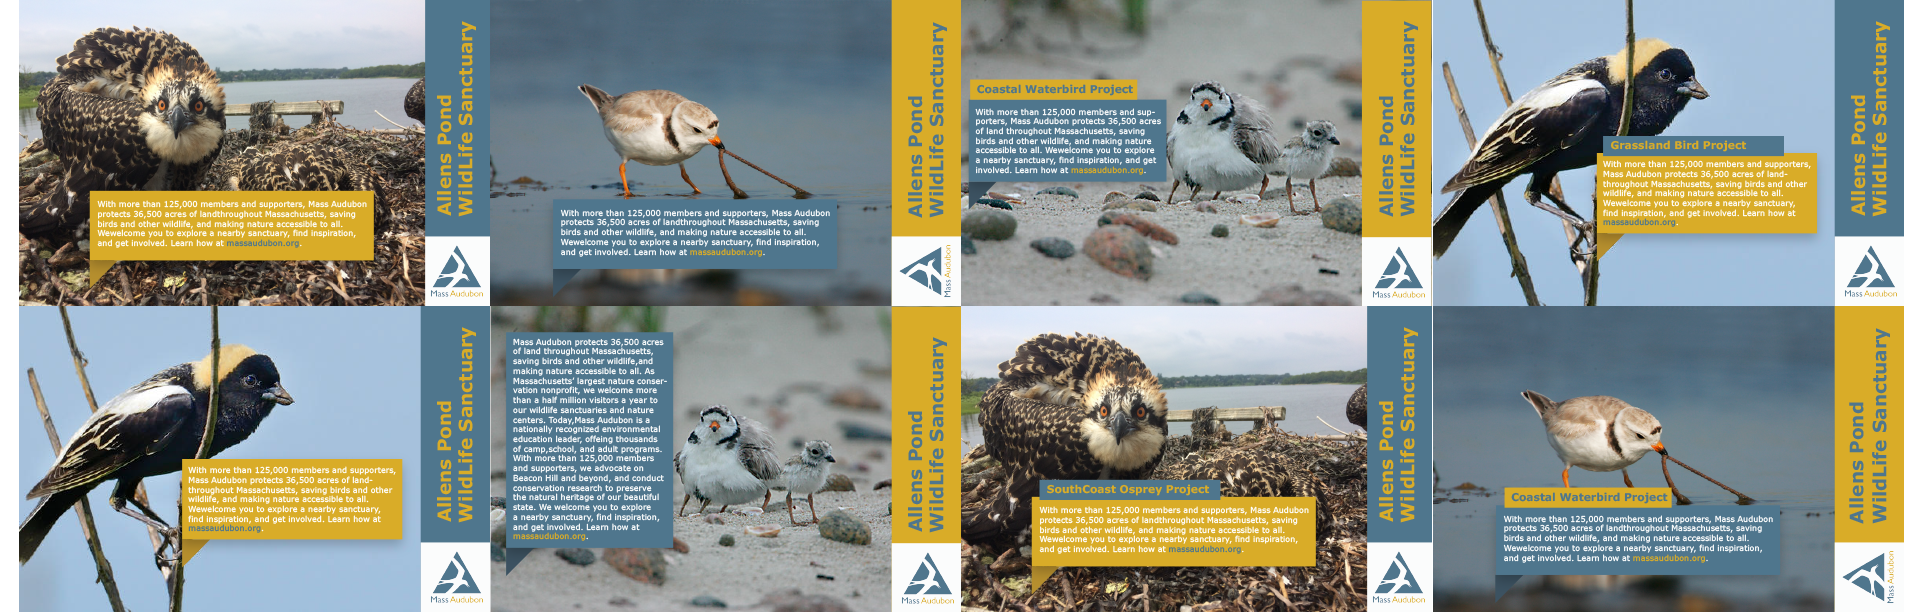 With more than 125,000 members and supporters, Mass Audubon
protects 36,500 acres of landthroughout Massachusetts, saving
birds and other wildlife, and making nature accessible to all.
Wewelcome you to explore a nearby sanctuary, find inspiration,
and get involved. Learn how at massaudubon.org.
Allens Pond
WildLife Sanctuary
Mass Audubon
With more than 125,000 members and supporters, Mass Audubon
protects 36,500 acres of landthroughout Massachusetts, saving
birds and other wildlife, and making nature accessible to all.
Wewelcome you to explore a nearby sanctuary, find inspiration,
and get involved. Learn how at massaudubon.org.
Allens Pond
WildLife Sanctuary
Mass Audubon
Coastal Waterbird Project
With more than 125,000 members and sup-
porters, Mass Audubon protects 36,500 acres
of land throughout Massachusetts, saving
birds and other wildlife, and making nature
accessible to all. Wewelcome you to explore
a nearby sanctuary, find inspiration, and get
involved. Learn how at massaudubon.org.
Allens Pond
WildLife Sanctuary
Mass Audubon
Grassland Bird Project
With more than 125,000 members and supporters,
Mass Audubon protects 36,500 acres of land-
throughout Massachusetts, saving birds and other
wildlife, and making nature accessible to all.
Wewelcome you to explore a nearby sanctuary,
find inspiration, and get involved. Learn how at
massaudubon.org.
Allens Pond
WildLife Sanctuary
Mass Audubon
With more than 125,000 members and supporters,
Mass Audubon protects 36,500 acres of land-
throughout Massachusetts, saving birds and other
wildlife, and making nature accessible to all.
Wewelcome you to explore a nearby sanctuary,
find inspiration, and get involved. Learn how at
massaudubon.org.
Allens Pond
WildLife Sanctuary
Mass Audubon
Mass Audubon protects 36,500 acres
of land throughout Massachusetts,
saving birds and other wildlife,and
making nature accessible to all. As
Massachusetts' largest nature conser-
vation nonprofit, we welcome more
than a half million visitors a year to
our wildlife sanctuaries and nature
centers. Today,Mass Audubon is a
nationally recognized environmental
education leader, offeing thousands
of camp,school, and adult programs.
With more than 125,000 members
and supporters, we advocate on
Beacon Hill and beyond, and conduct
conservation research to preserve
the natural heritage of our beautiful
state. We welcome you to explore
a nearby sanctuary, find inspiration,
and get involved. Learn how at
massaudubon.org.
Allens Pond
WildLife Sanctuary
Mass Audubon
SouthCoast Osprey Project
With more than 125,000 members and supporters, Mass Audubon
protects 36,500 acres of landthroughout Massachusetts, saving
birds and other wildlife, and making nature accessible to all.
Wewelcome you to explore a nearby sanctuary, find inspiration,
and get involved. Learn how at massaudubon.org.
Allens Pond
WildLife Sanctuary
Mass Audubon
Coastal Waterbird Project
With more than 125,000 members and supporters, Mass Audubon
protects 36,500 acres of landthroughout Massachusetts, saving
birds and other wildlife, and making nature accessible to all.
Wewelcome you to explore a nearby sanctuary, find inspiration,
and get involved. Learn how at massaudubon.org.
Allens Pond
WildLife Sanctuary
Mass Audubon